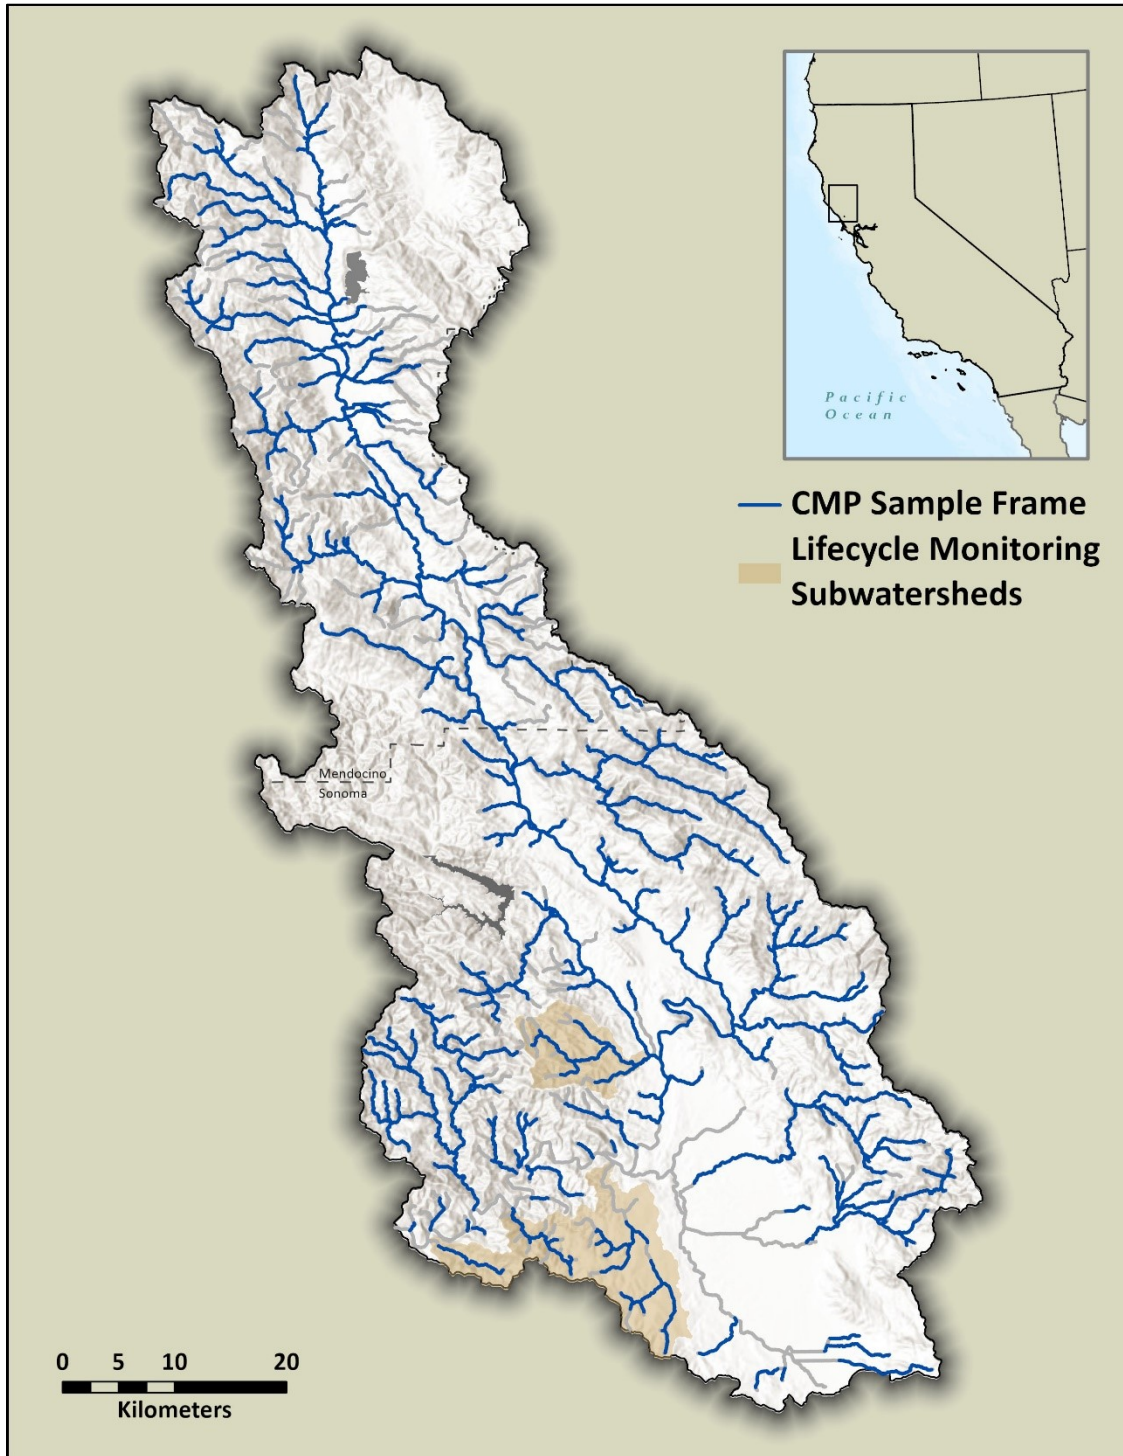 Pacific
Ocean
CMP Sample Frame
Lifecycle Monitoring
Subwatersheds
Mendocino
Sonoma
0 5 10 20
Kilometers